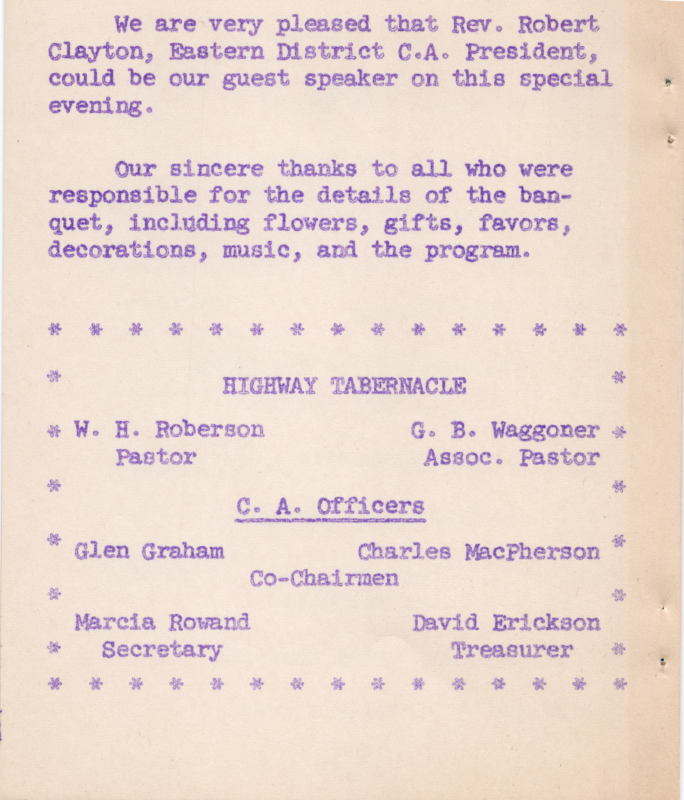 We are very pleased that Rev. Robert
Clayton, Eastern District C.A. President,
could be our guest speaker on this special
evening.
Our sincere thanks to all who were
responsible for the details of the ban-
quet, including flowers, gifts, favors,
decorations, music, and the program.
* * * * * * * * * * * * * * *
* HIGHWAY TABERNACLE *
* W. H. Roberson G. B. Waggoner *
Pastor Assoc. Pastor
* *
C. A. Officers
* Glen Graham Charles MacPherson *
Co-Chairmen
* *
Marcia Rowand David Erickson
* Secretary Treasurer *
* * * * * * * * * * * * * * *